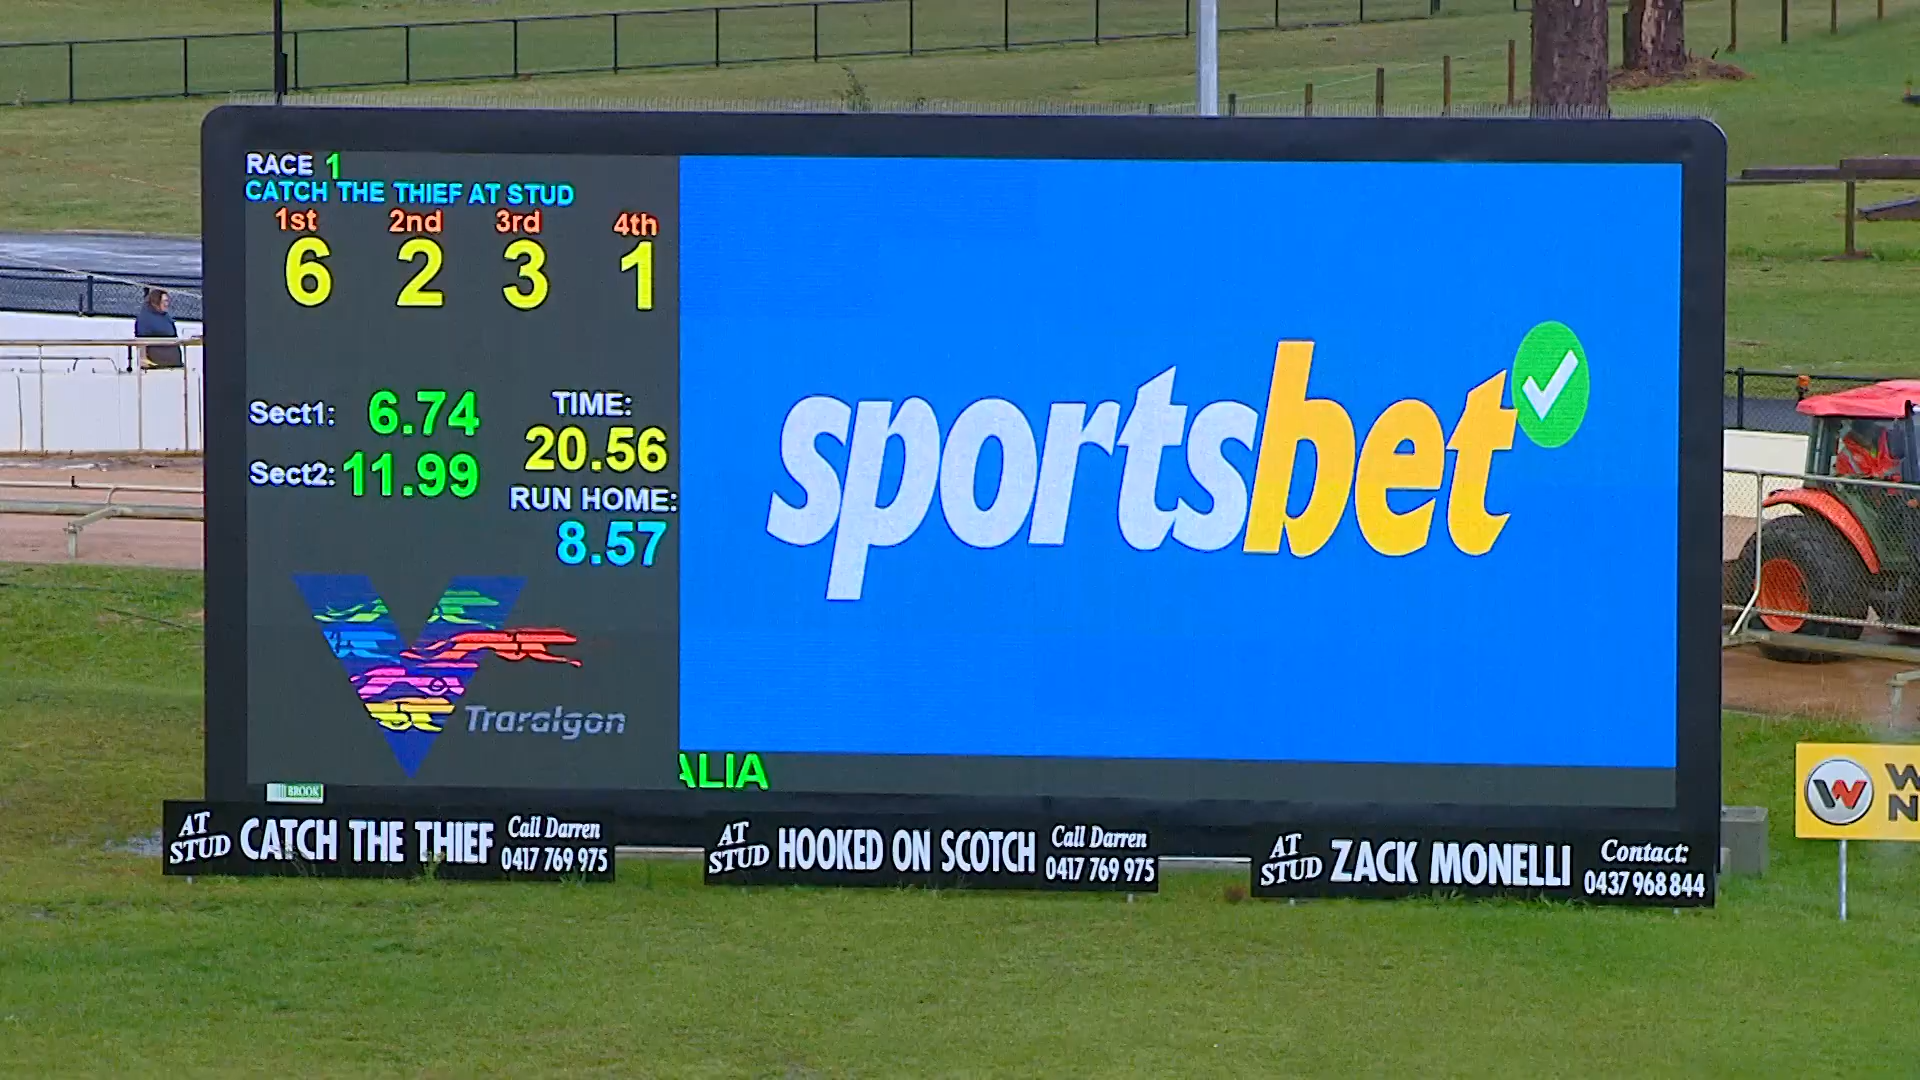 RACE 1
CATCH THE THIEF AT STUD
1st 2nd 3rd 4th
6 2 3 1
Sect1: 6.74
Sect2: 11.99
TIME:
20.56
RUN HOME:
8.57
Traralgon
sportsbet
ALIA
BROOK
AT STUD CATCH THE THIEF Call Darren 0417 769 975
AT STUD HOOKED ON SCOTCH Call Darren 0417 769 975
AT STUD ZACK MONELLI Contact: 0437 968 844
W